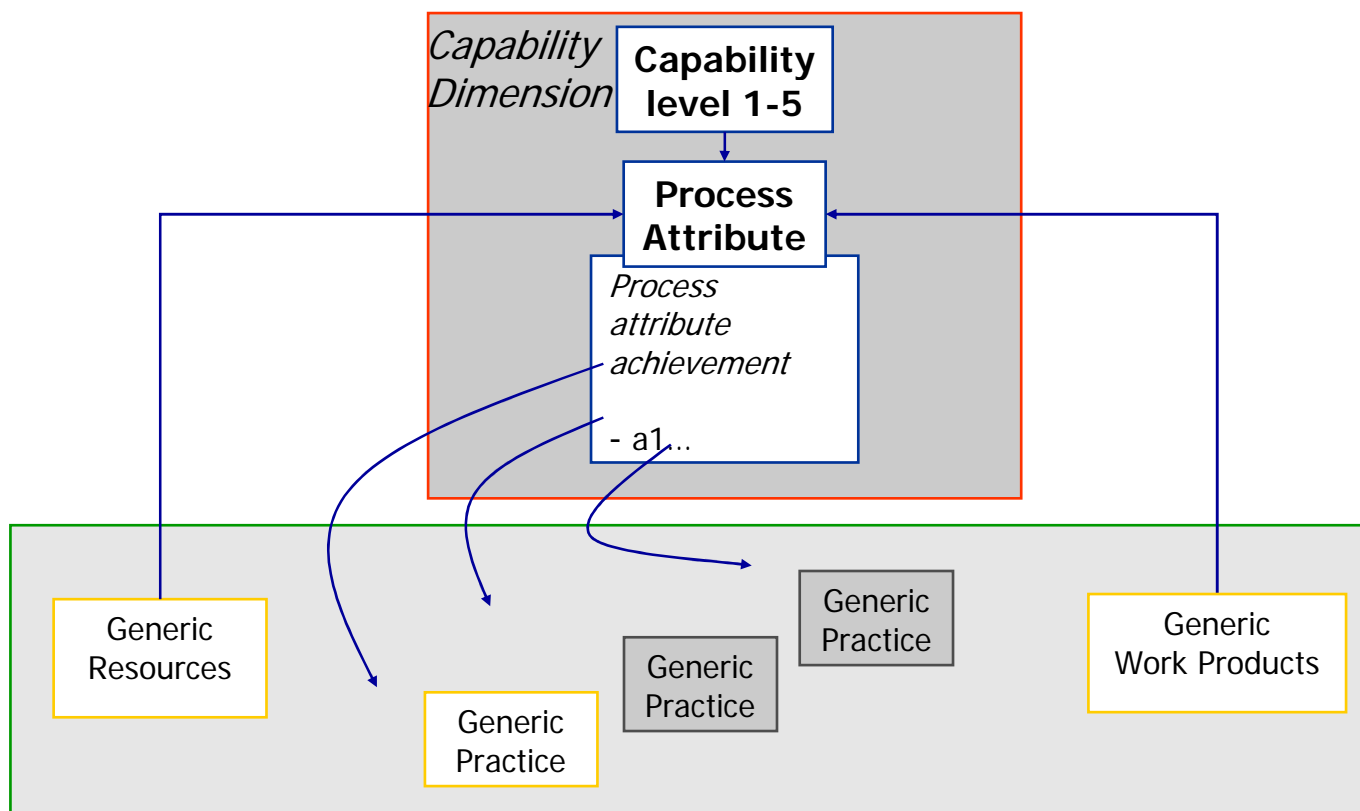 Capability
Dimension
Capability
level 1-5
Process
Attribute
Process
attribute
achievement
- a1...
Generic
Resources
Generic
Practice
Generic
Practice
Generic
Practice
Generic
Work Products